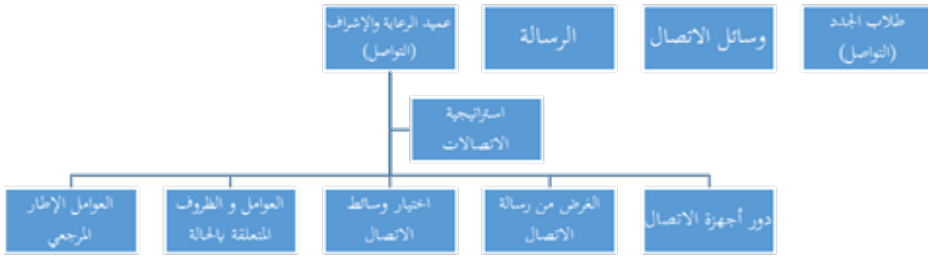 طلاب الجدد
(التواصل)
وسائل الاتصال
الرسالة
عميد الرعاية والإشراف
(التواصل)
استراتيجية
الاتصالات
دور أجهزة الاتصال
الغرض من رسالة
الاتصال
اختيار وسائط
الاتصال
العوامل و الظروف
المتعلقة بالحالة
العوامل الإطار
المرجعي